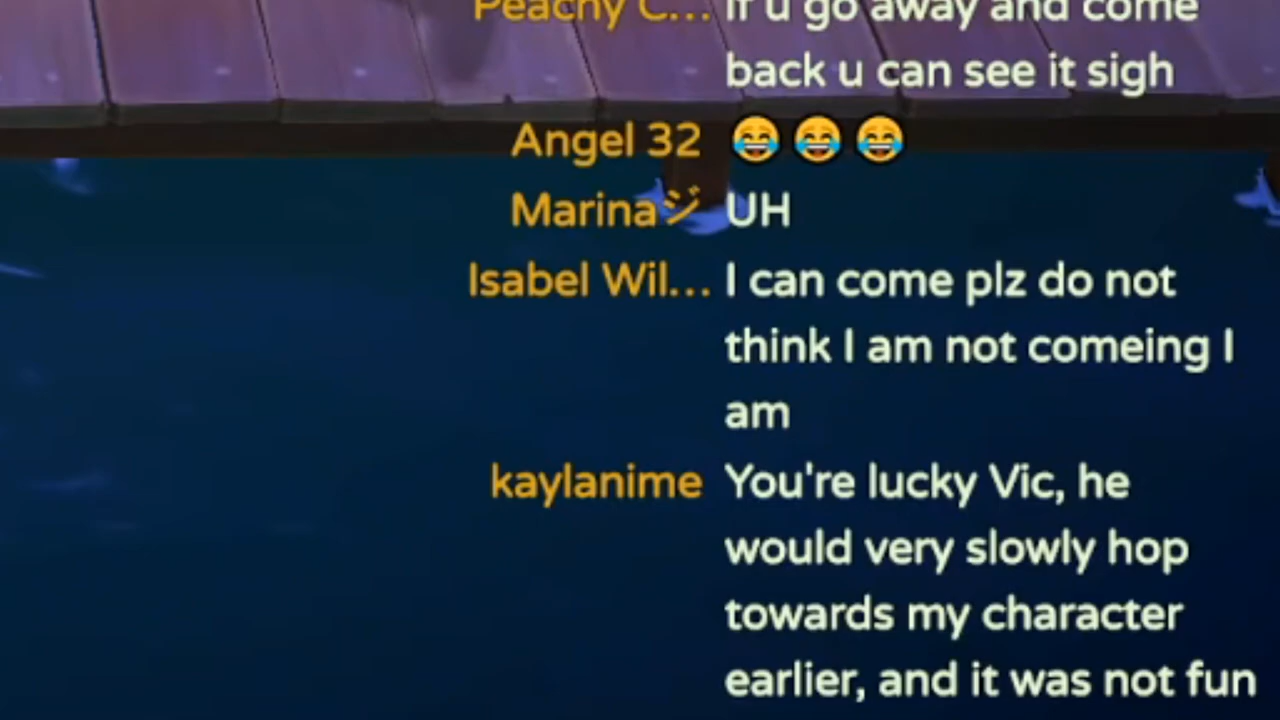 Peachy C... If u go away and come
back u can see it sigh
Angel 32 😂 😂 😂
Marinaジ UH
Isabel Wil... I can come plz do not
think I am not comeing I
am
kaylanime You're lucky Vic, he
would very slowly hop
towards my character
earlier, and it was not fun